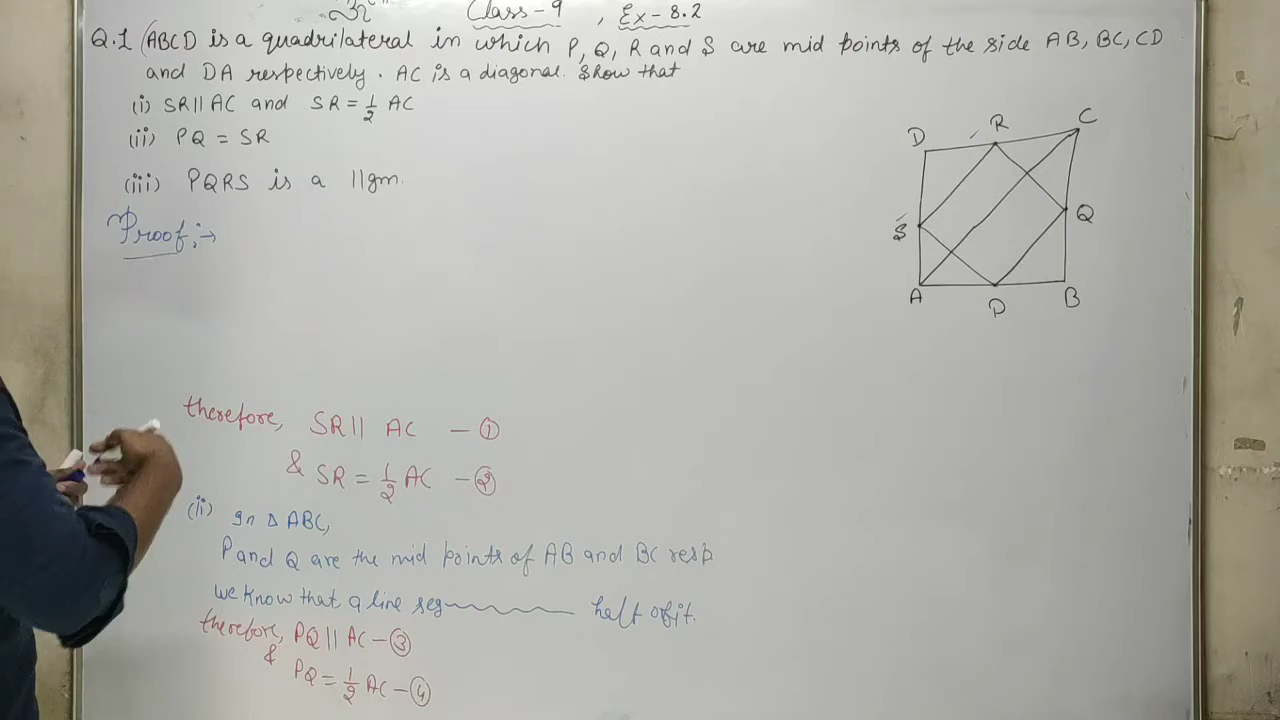 Class-9, Ex-8.2
Q.1 (ABCD is a quadrilateral in which P, Q, R and S are mid points of the side AB, BC, CD
and DA respectively. AC is a diagonal. Show that
(i) SR||AC and SR = 1/2 AC
(ii) PQ = SR
(iii) PQRS is a ||gm.
D R C
S Q
A P B
Proof:→
therefore, SR|| AC - ①
& SR = 1/2 AC - ②
(ii) In △ ABC,
P and Q are the mid points of AB and BC resp
we know that a line seg~~~~ half of it.
therefore, PQ || AC - ③
& PQ = 1/2 AC - ④